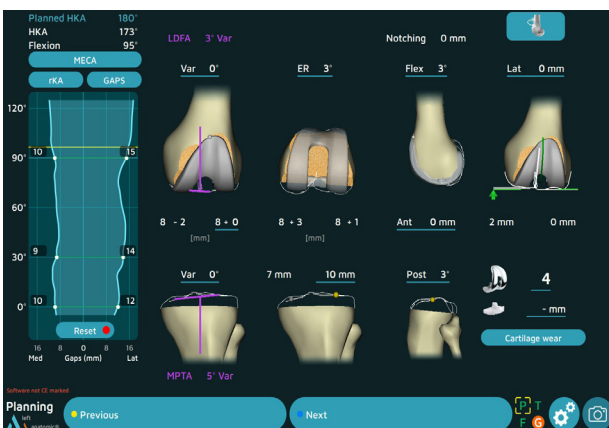 Planned HKA 180°
HKA 173°
Flexion 95°
MECA
rKA GAPS
LDFA 3° Var
Notching 0 mm
Var 0° ER 3° Flex 3° Lat 0 mm
120°
10 15
90°
60°
9 14
30°
10 12
0°
Reset
16 8 0 8 16
Med Gaps (mm) Lat
8 - 2 8 + 0 8 + 3 8 + 1 Ant 0 mm 2 mm 0 mm
[mm] [mm]
Var 0° 7 mm 10 mm Post 3°
4
- mm
Cartilage wear
MPTA 5° Var
Software not CE marked
Planning
left
anatomic®
Previous
Next
P T
F G